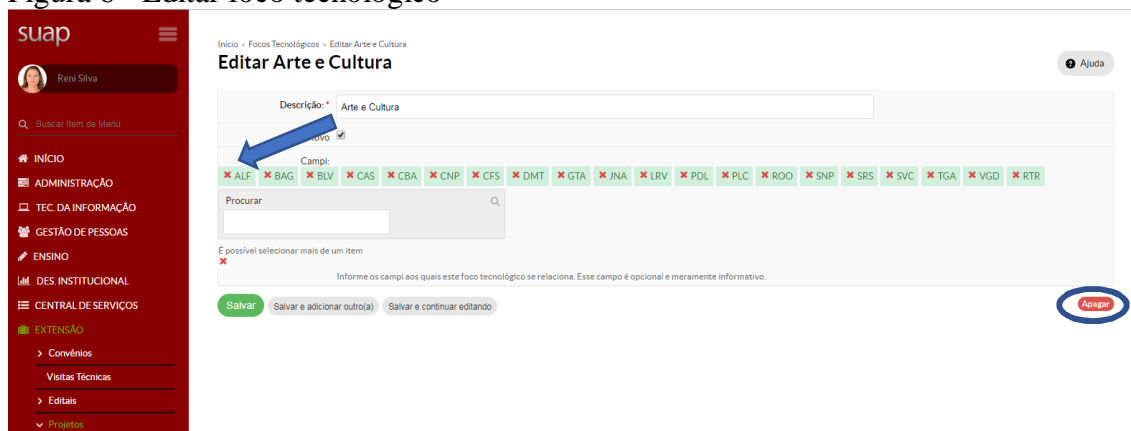 Figura 6 - Editar foco tecnológico
suap
Reni Silva
Buscar Item de Menu
INÍCIO
ADMINISTRAÇÃO
TEC. DA INFORMAÇÃO
GESTÃO DE PESSOAS
ENSINO
DES. INSTITUCIONAL
CENTRAL DE SERVIÇOS
EXTENSÃO
Convênios
Visitas Técnicas
Editais
Projetos
Início » Focos Tecnológicos » Editar Arte e Cultura
Editar Arte e Cultura
Ajuda
Descrição: * Arte e Cultura
Campi:
ALF BAG BLV CAS CBA CNP CFS DMT GTA JNA LRV PDL PLC ROO SNP SRS SVC TGA VGD RTR
Procurar
É possível selecionar mais de um item
Informe os campi aos quais este foco tecnológico se relaciona. Esse campo é opcional e meramente informativo.
Salvar Salvar e adicionar outro(a) Salvar e continuar editando Apagar